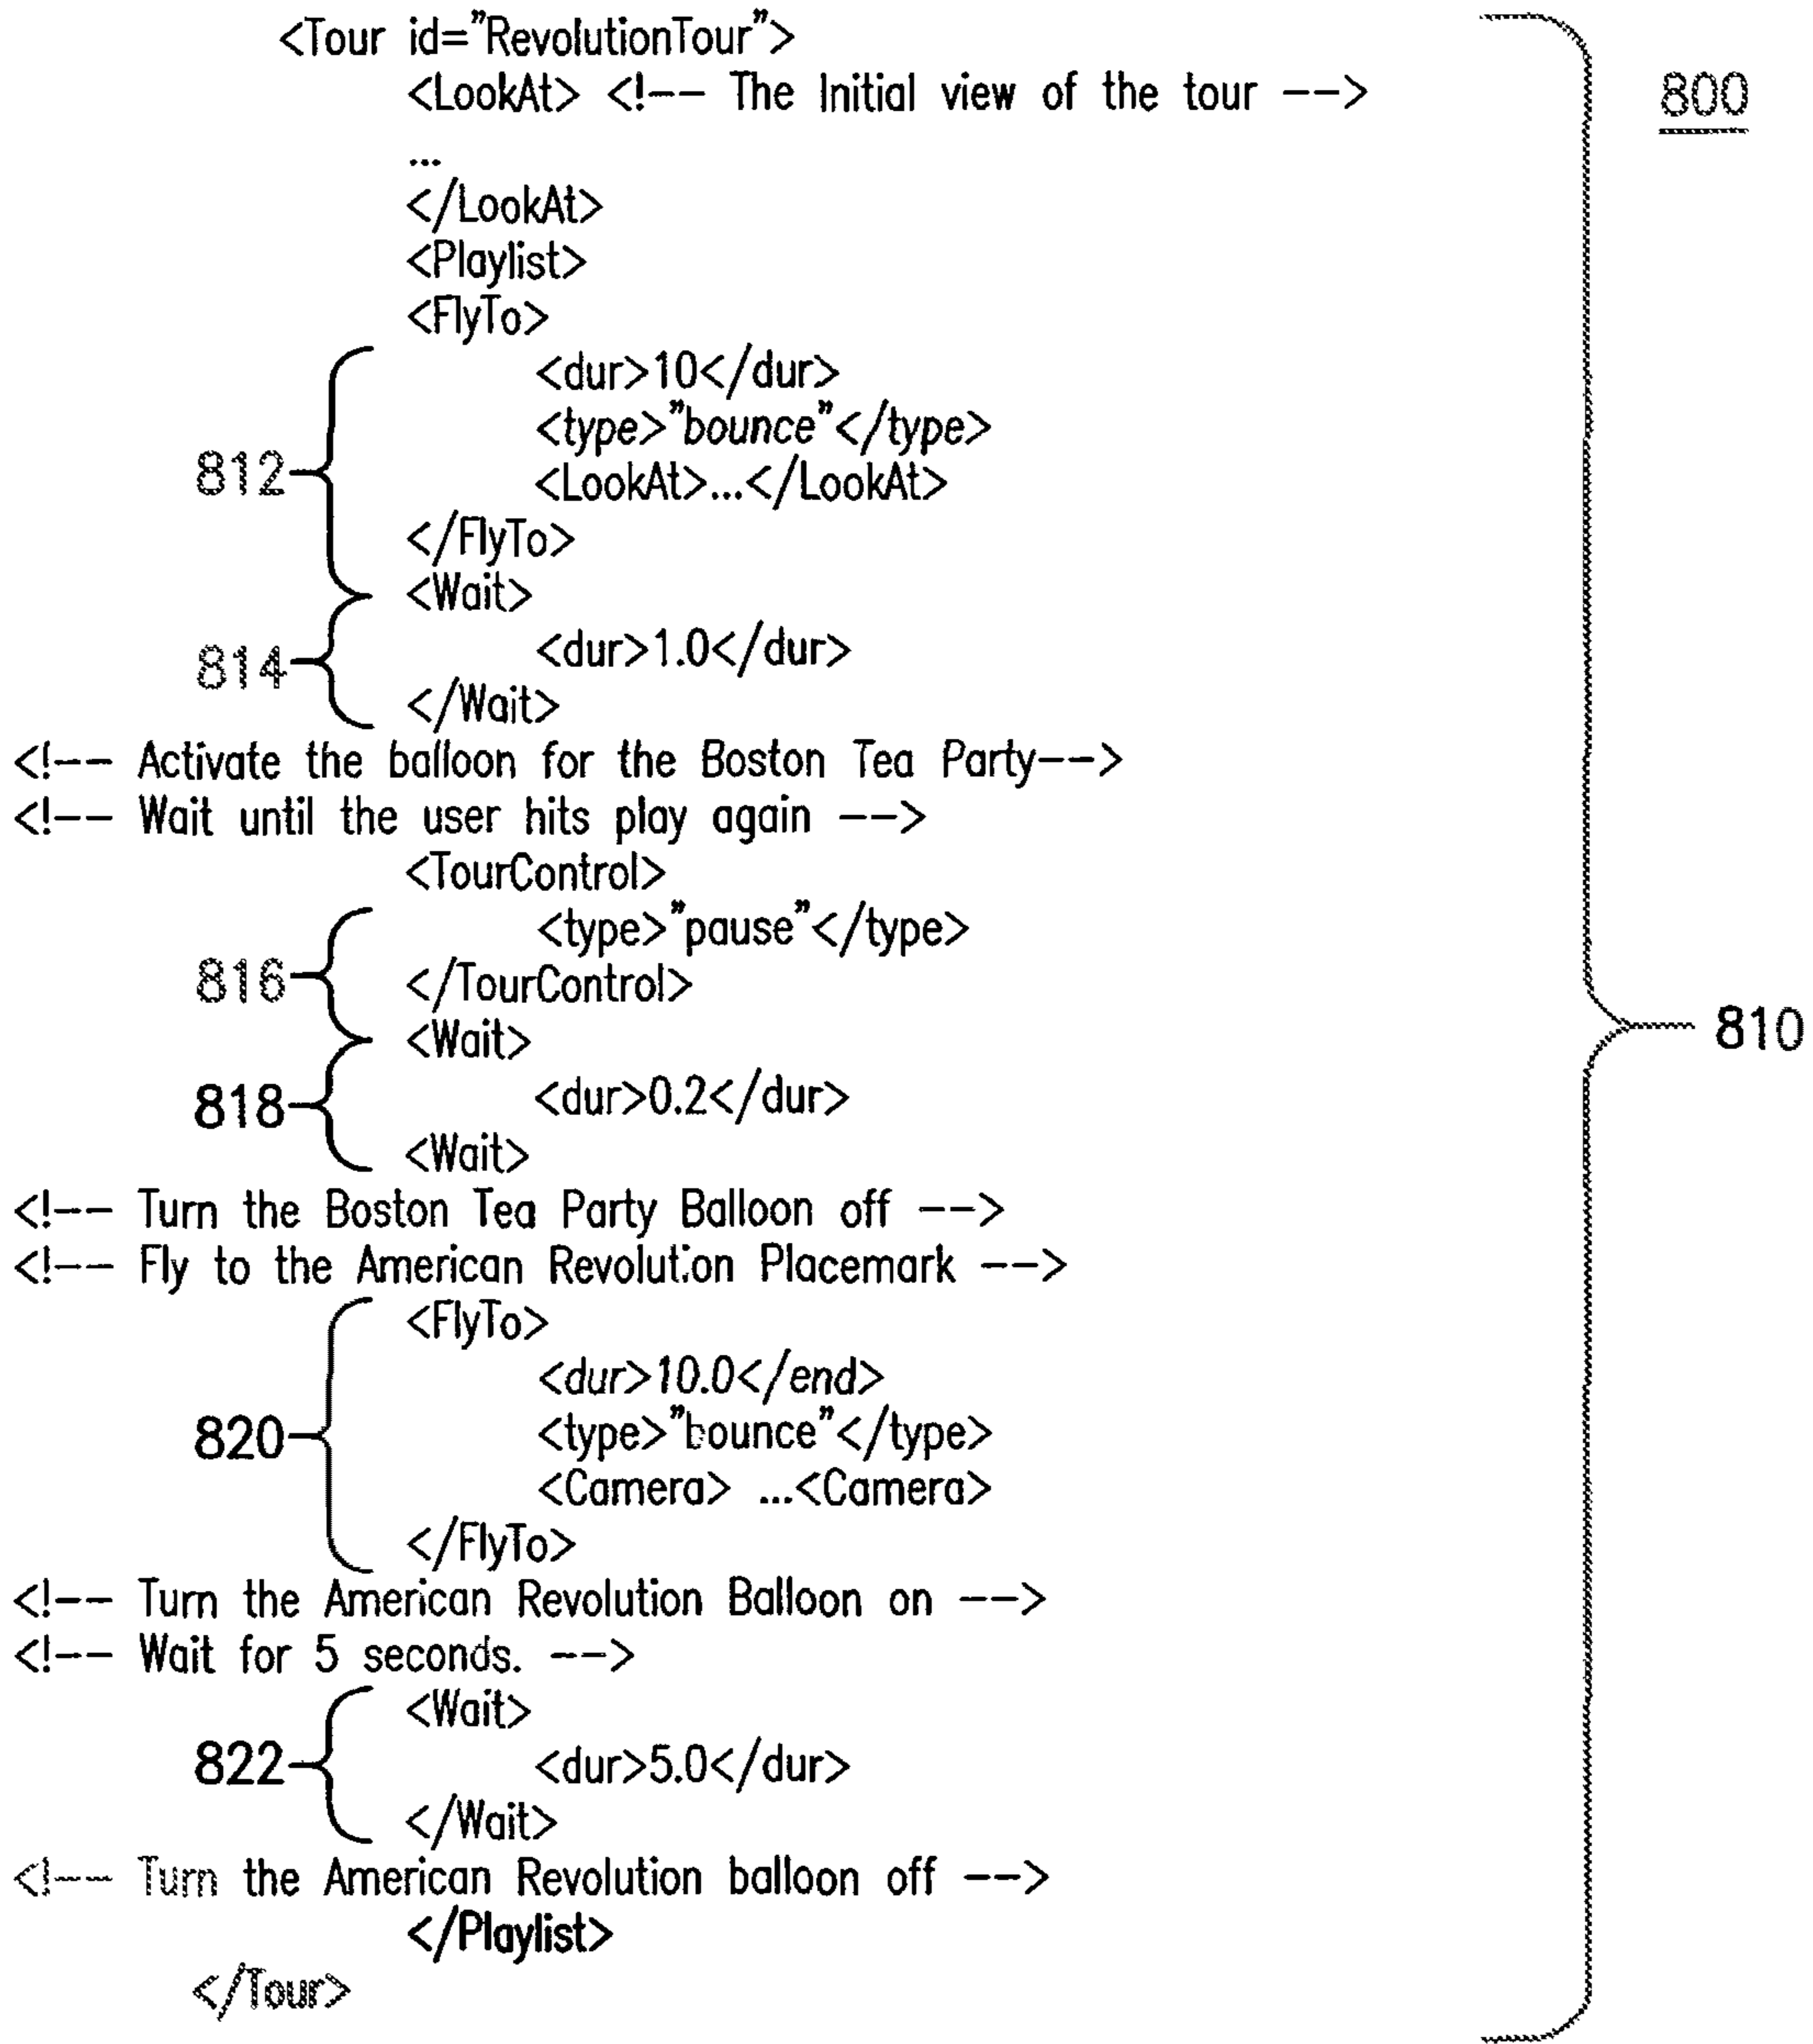 <Tour id="RevolutionTour">
<LookAt> <!-- The Initial view of the tour -->
800
...
</LookAt>
<Playlist>
<FlyTo>
<dur>10</dur>
<type>"bounce"</type>
812
<LookAt>...</LookAt>
</FlyTo>
<Wait>
814
<dur>1.0</dur>
</Wait>
<!-- Activate the balloon for the Boston Tea Party-->
<!-- Wait until the user hits play again -->
<TourControl>
<type>"pause"</type>
816
</TourControl>
810
<Wait>
818
<dur>0.2</dur>
<Wait>
<!-- Turn the Boston Tea Party Balloon off -->
<!-- Fly to the American Revolution Placemark -->
<FlyTo>
<dur>10.0</end>
820
<type>"bounce"</type>
<Camera> ...<Camera>
</FlyTo>
<!-- Turn the American Revolution Balloon on -->
<!-- Wait for 5 seconds. -->
<Wait>
822
<dur>5.0</dur>
</Wait>
<!-- Turn the American Revolution balloon off -->
</Playlist>
</Tour>